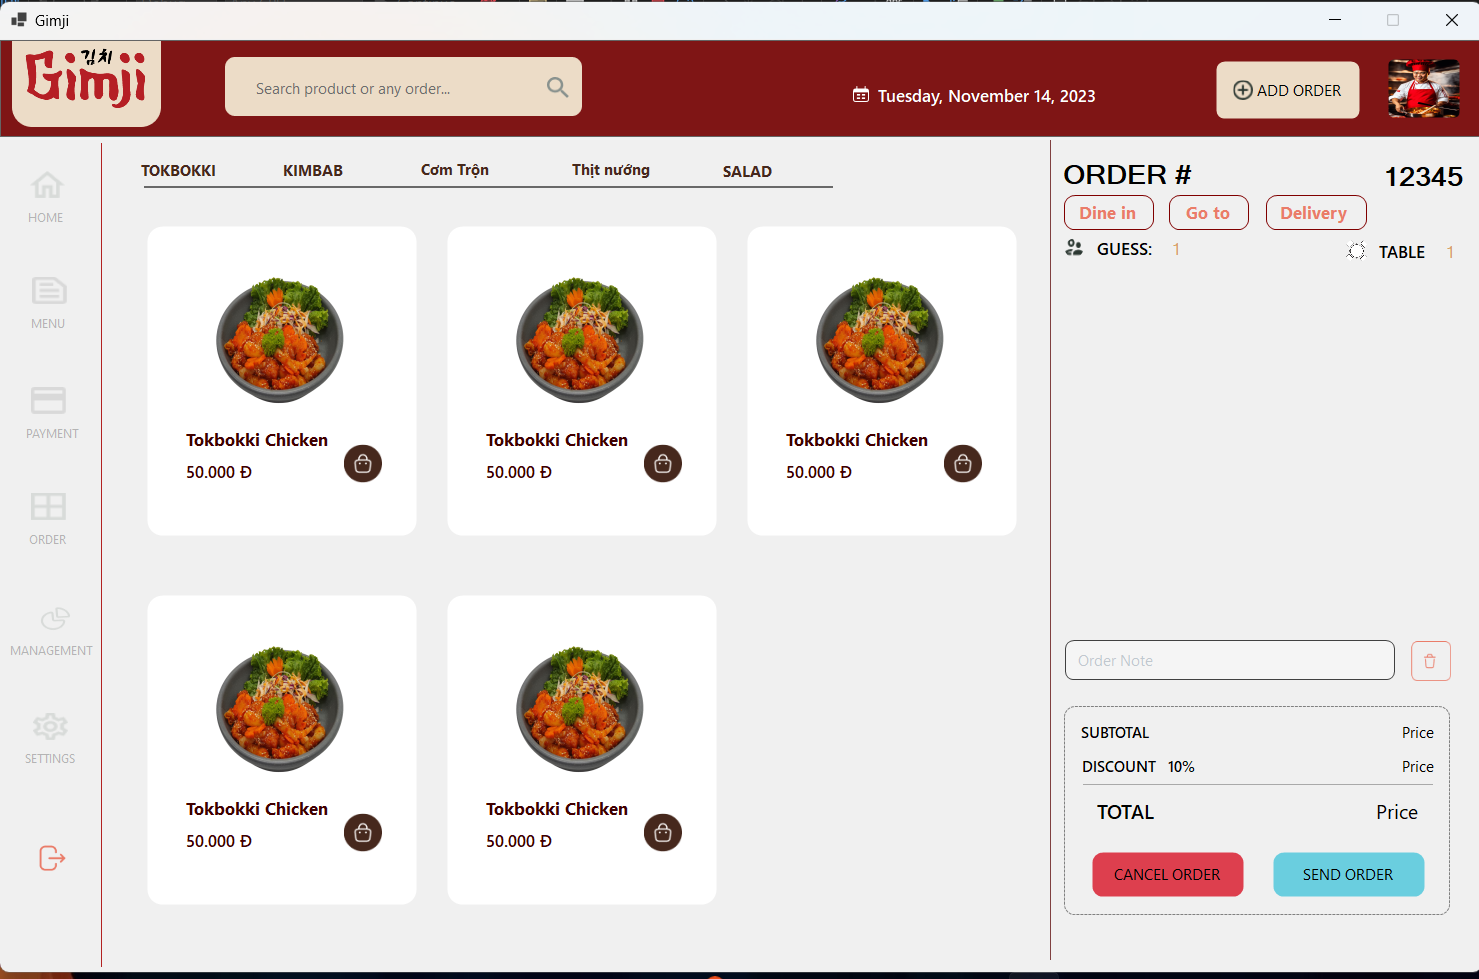 Gimji
김치
Gimji
Search product or any order...
Tuesday, November 14, 2023
ADD ORDER
HOME
MENU
PAYMENT
ORDER
MANAGEMENT
SETTINGS
TOKBOKKI
KIMBAB
Cơm Trộn
Thịt nướng
SALAD
Tokbokki Chicken
50.000 Đ
Tokbokki Chicken
50.000 Đ
Tokbokki Chicken
50.000 Đ
Tokbokki Chicken
50.000 Đ
Tokbokki Chicken
50.000 Đ
ORDER # 12345
Dine in
Go to
Delivery
GUESS: 1
TABLE 1
Order Note
SUBTOTAL Price
DISCOUNT 10% Price
TOTAL Price
CANCEL ORDER
SEND ORDER